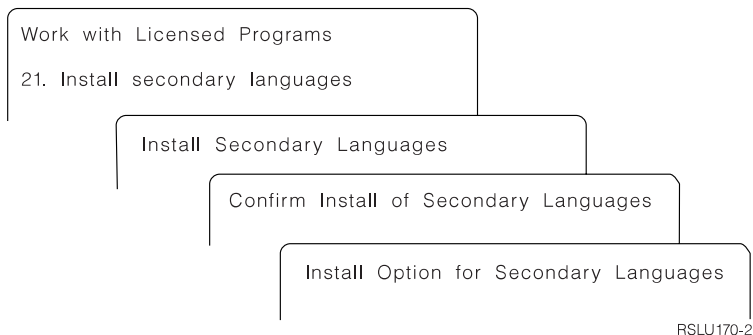 Work with Licensed Programs
21. Install secondary languages
Install Secondary Languages
Confirm Install of Secondary Languages
Install Option for Secondary Languages
RSLU170-2